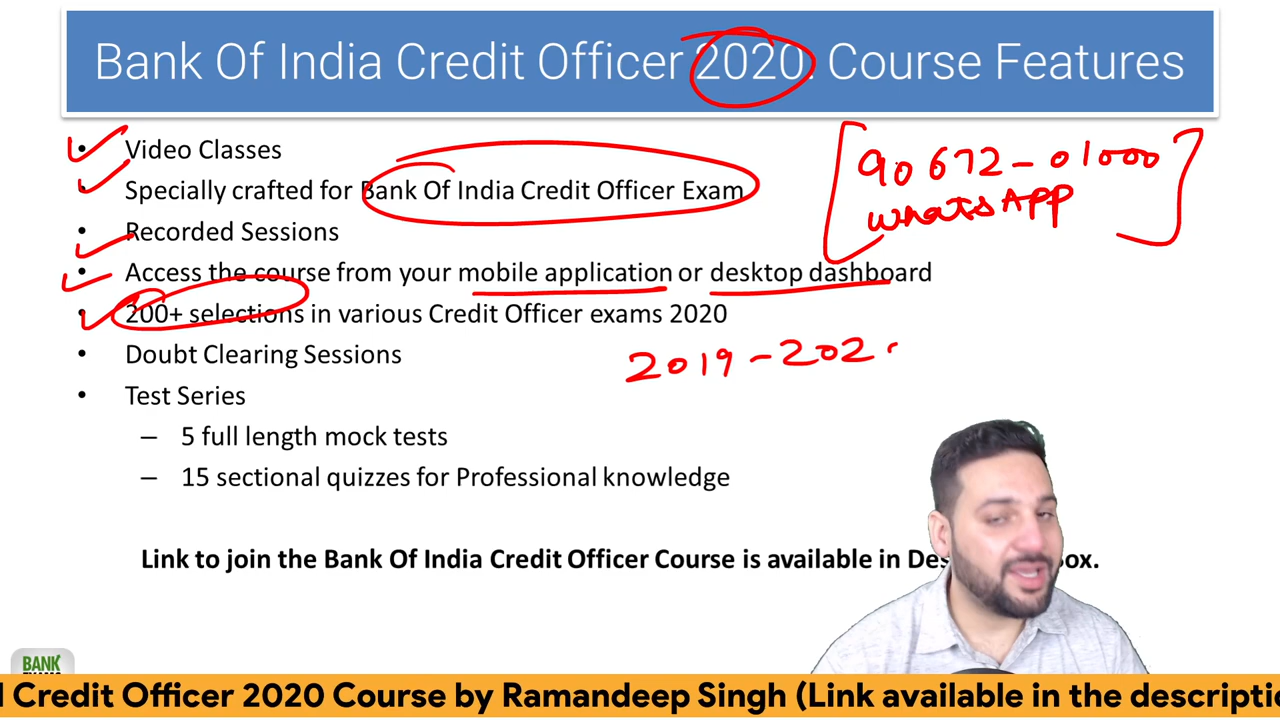 Bank Of India Credit Officer 2020. Course Features
• Video Classes
• Specially crafted for Bank Of India Credit Officer Exam
• Recorded Sessions
• Access the course from your mobile application or desktop dashboard
• 200+ selections in various Credit Officer exams 2020
• Doubt Clearing Sessions
• Test Series
– 5 full length mock tests
– 15 sectional quizzes for Professional knowledge
90672-01000
WhatsAPP
2019-202
Link to join the Bank Of India Credit Officer Course is available in Des ox.
BANK
Credit Officer 2020 Course by Ramandeep Singh (Link available in the descripti